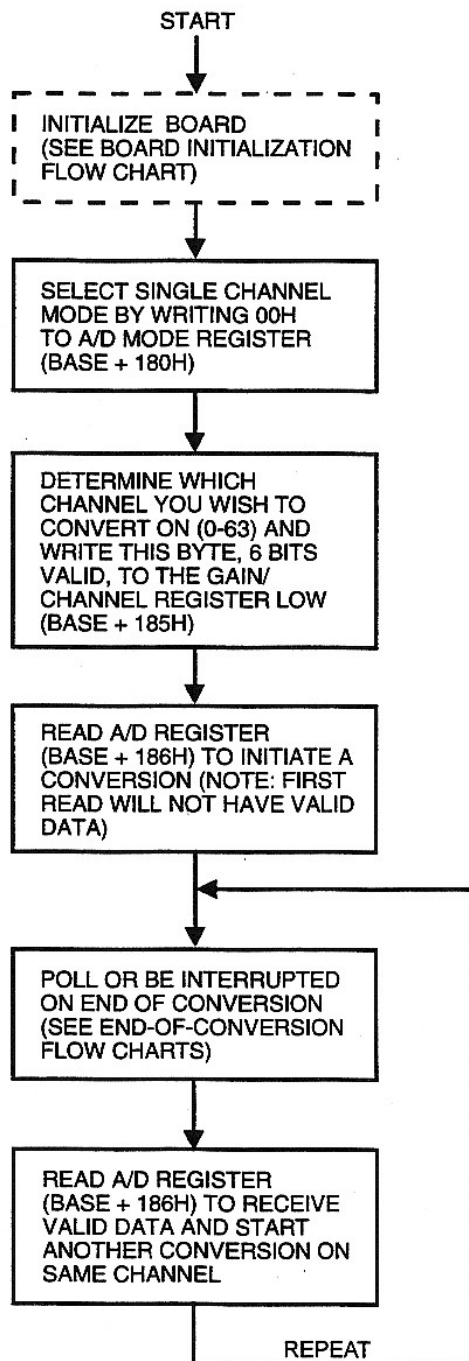 START
INITIALIZE BOARD
(SEE BOARD INITIALIZATION
FLOW CHART)
SELECT SINGLE CHANNEL
MODE BY WRITING 00H
TO A/D MODE REGISTER
(BASE + 180H)
DETERMINE WHICH
CHANNEL YOU WISH TO
CONVERT ON (0-63) AND
WRITE THIS BYTE, 6 BITS
VALID, TO THE GAIN/
CHANNEL REGISTER LOW
(BASE + 185H)
READ A/D REGISTER
(BASE + 186H) TO INITIATE A
CONVERSION (NOTE: FIRST
READ WILL NOT HAVE VALID
DATA)
POLL OR BE INTERRUPTED
ON END OF CONVERSION
(SEE END-OF-CONVERSION
FLOW CHARTS)
READ A/D REGISTER
(BASE + 186H) TO RECEIVE
VALID DATA AND START
ANOTHER CONVERSION ON
SAME CHANNEL
REPEAT